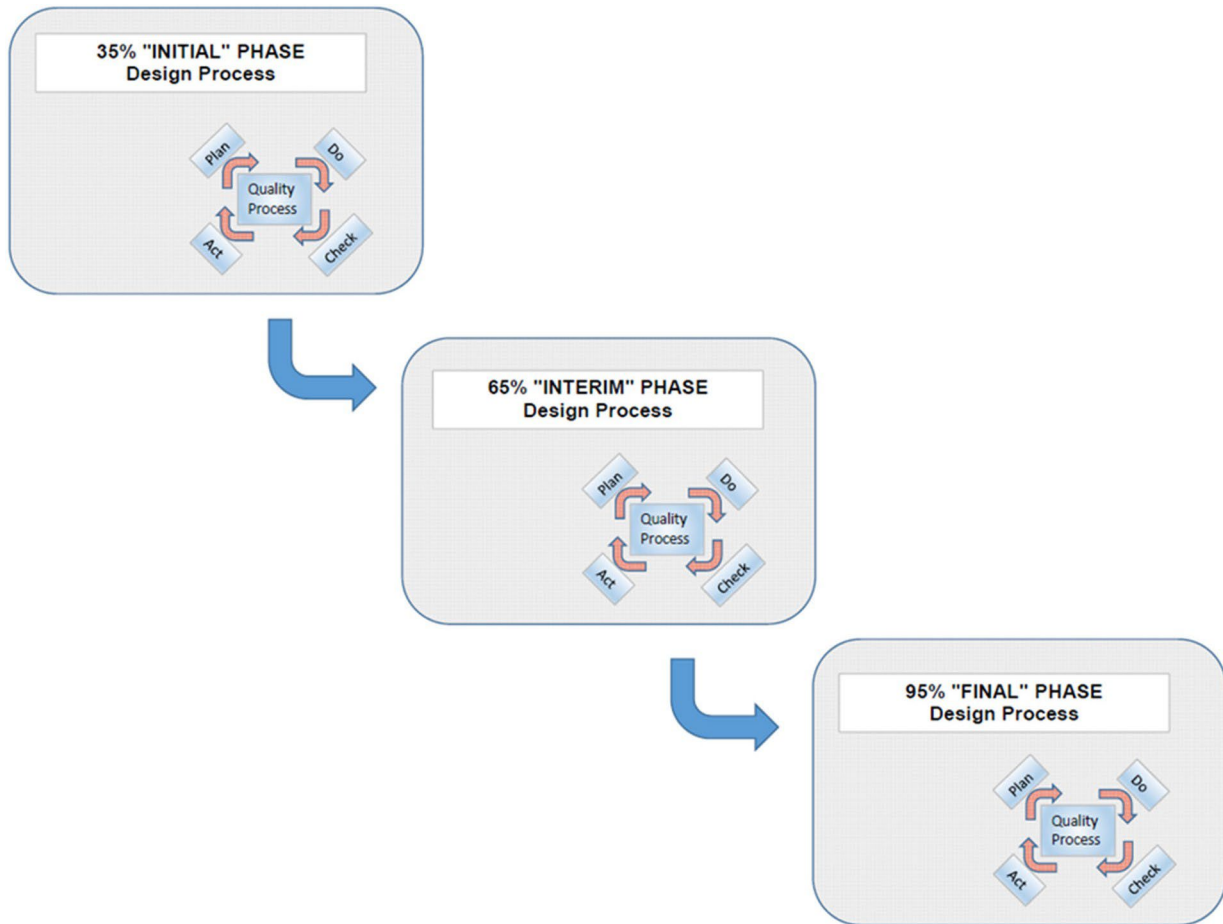 35% "INITIAL" PHASE
Design Process
Plan
Do
Quality
Process
Act
Check
65% "INTERIM" PHASE
Design Process
Plan
Do
Quality
Process
Act
Check
95% "FINAL" PHASE
Design Process
Plan
Do
Quality
Process
Act
Check